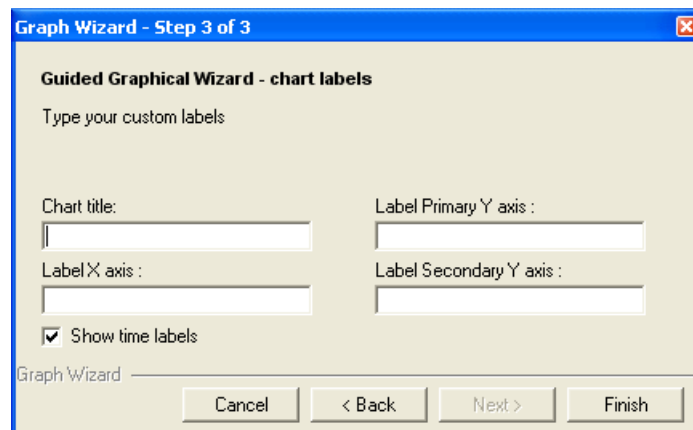 Graph Wizard - Step 3 of 3
Guided Graphical Wizard - chart labels
Type your custom labels
Chart title:
Label Primary Y axis :
Label X axis :
Label Secondary Y axis :
Show time labels
Graph Wizard
Cancel
< Back
Next >
Finish